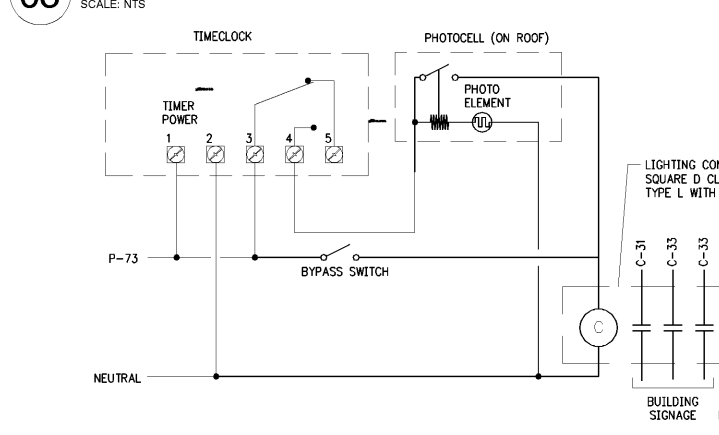 SCALE: NTS
TIMECLOCK
PHOTOCELL (ON ROOF)
PHOTO
ELEMENT
TIMER
POWER
1 2 3 4 5
LIGHTING CON
SQUARE D CL
TYPE L WITH
P-73
BYPASS SWITCH
C-31
C-33
C-33
C
NEUTRAL
BUILDING
SIGNAGE